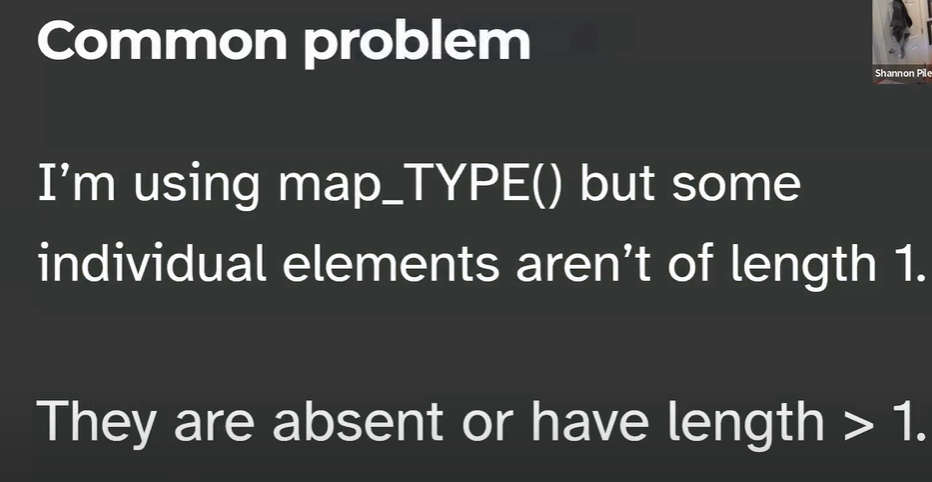 Common problem
Shannon Pile
I’m using map_TYPE() but some
individual elements aren’t of length 1.
They are absent or have length > 1.